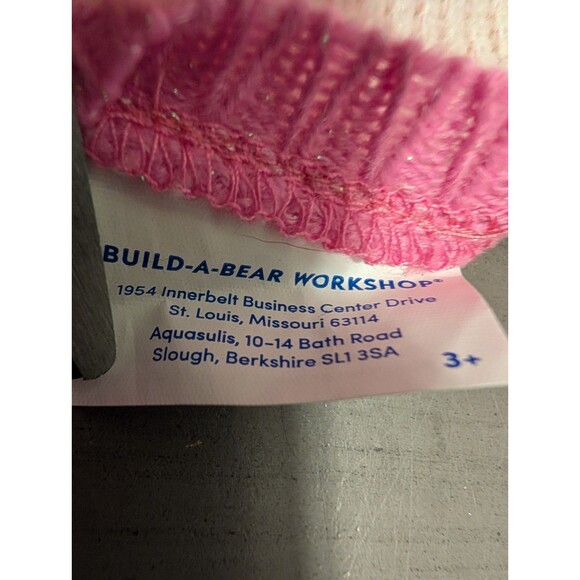 BUILD-A-BEAR WORKSHOP®
1954 Innerbelt Business Center Drive
St. Louis, Missouri 63114
Aquasulis, 10-14 Bath Road
Slough, Berkshire SL1 3SA
3+